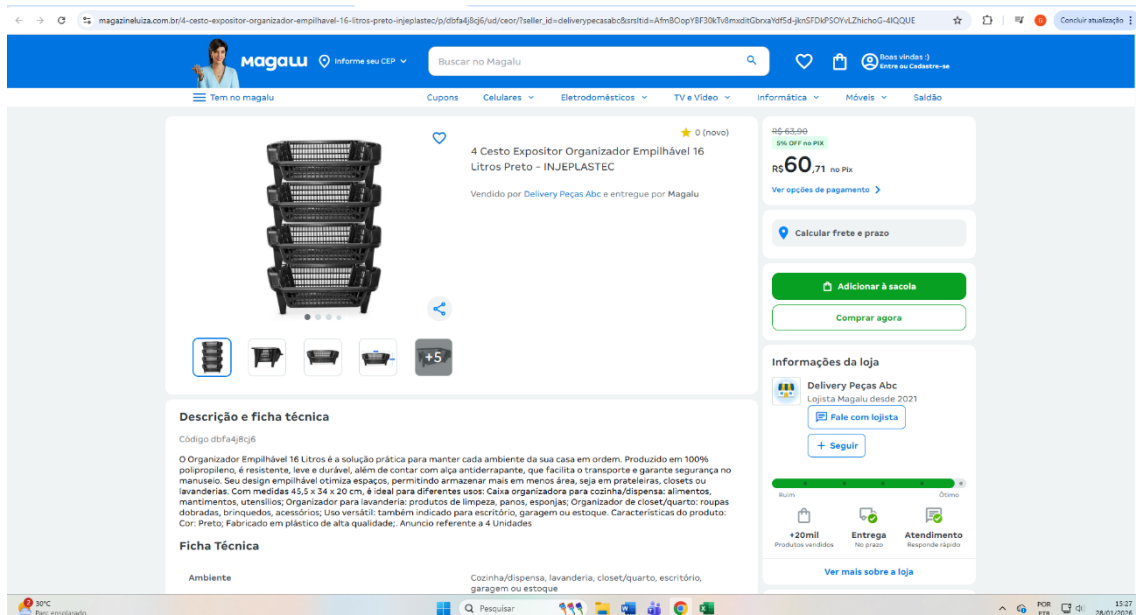 magazineluiza.com.br/4-cesto-expositor-organizador-empilhavel-16-litros-preto-injeplastec/p/dbfa4j8cj6/ud/ceor/?seller_id=deliverypecasabc
Concluir atualização
Magalu
Informe seu CEP
Buscar no Magalu
Boas vindas :)
Entre ou Cadastre-se
Tem no magalu
Cupons
Celulares
Eletrodomésticos
TV e Vídeo
Informática
Móveis
Saldão
0 (novo)
4 Cesto Expositor Organizador Empilhável 16
Litros Preto - INJEPLASTEC
Vendido por Delivery Peças Abc e entregue por Magalu
+5
R$ 63,90
5% OFF no PIX
R$60,71 no Pix
Ver opções de pagamento
Calcular frete e prazo
Adicionar à sacola
Comprar agora
Informações da loja
Delivery Peças Abc
Lojista Magalu desde 2021
Fale com lojista
+ Seguir
Ruim
Ótimo
+20mil
Produtos vendidos
Entrega
No prazo
Atendimento
Responde rápido
Ver mais sobre a loja
Descrição e ficha técnica
Código dbfa4j8cj6
O Organizador Empilhável 16 Litros é a solução prática para manter cada ambiente da sua casa em ordem. Produzido em 100%
polipropileno, é resistente, leve e durável, além de contar com alça antiderrapante, que facilita o transporte e garante segurança no
manuseio. Seu design empilhável otimiza espaços, permitindo armazenar mais em menos área, seja em prateleiras, closets ou
lavanderias. Com medidas 45,5 x 34 x 20 cm, é ideal para diferentes usos: Caixa organizadora para cozinha/dispensa: alimentos,
mantimentos, utensílios; Organizador para lavanderia: produtos de limpeza, panos, esponjas; Organizador de closet/quarto: roupas
dobradas, brinquedos, acessórios; Uso versátil: também indicado para escritório, garagem ou estoque. Características do produto:
Cor: Preto; Fabricado em plástico de alta qualidade;. Anuncio referente a 4 Unidades
Ficha Técnica
Ambiente
Cozinha/dispensa, lavanderia, closet/quarto, escritório,
garagem ou estoque
30°C
Parc ensolarado
Pesquisar
POR
PTB
15:27
28/01/2026